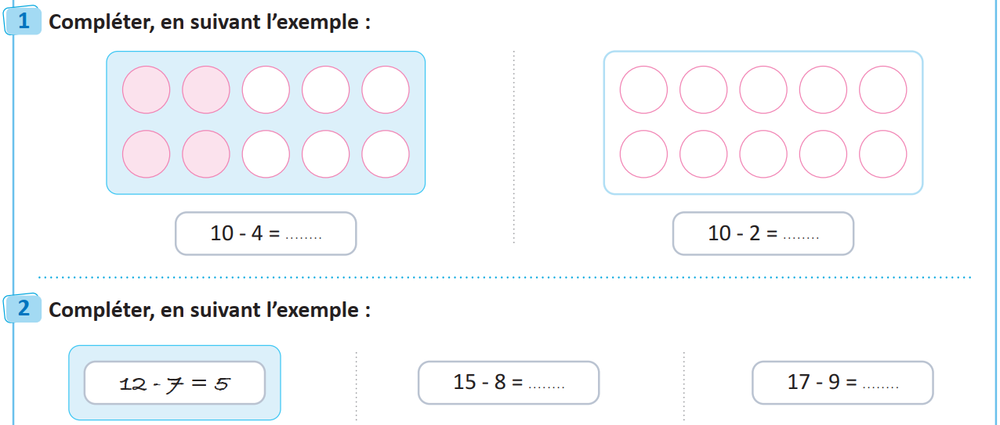 1 Compléter, en suivant l’exemple :
10 - 4 = ........ 10 - 2 = ........
2 Compléter, en suivant l’exemple :
12 - 7 = 5 15 - 8 = ........ 17 - 9 = ........